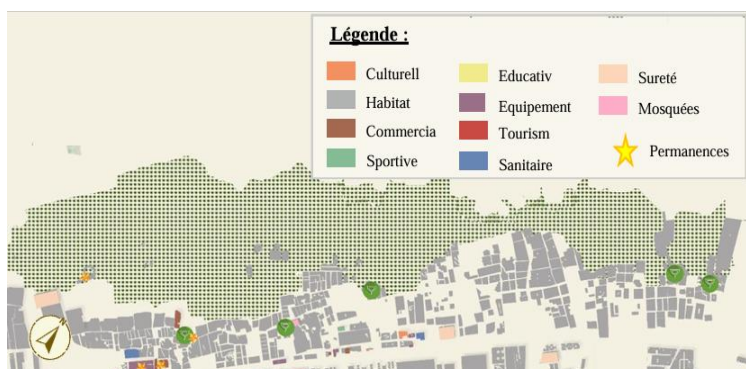 Légende :
Culturell
Habitat
Commercia
Sportive
Educativ
Equipement
Tourism
Sanitaire
Sureté
Mosquées
Permanences
N